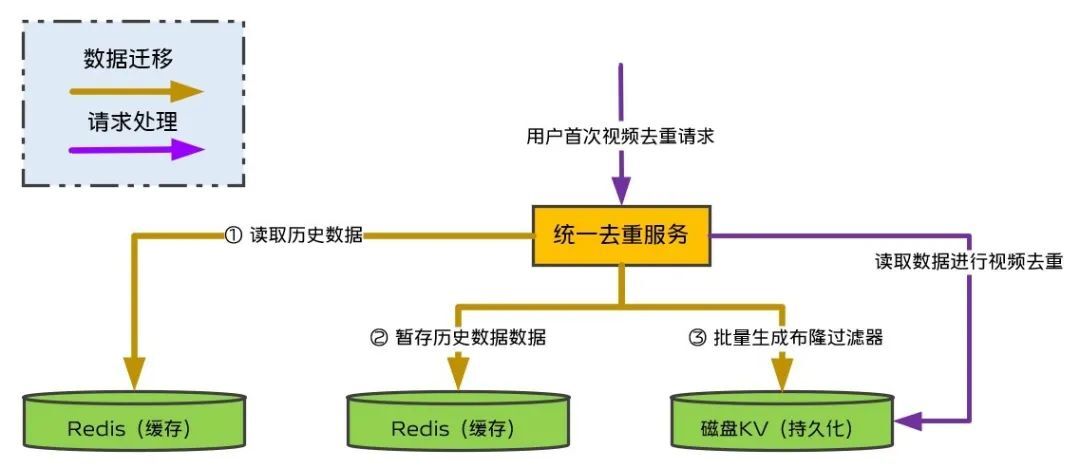 数据迁移
请求处理
用户首次视频去重请求
统一去重服务
① 读取历史数据
读取数据进行视频去重
② 暂存历史数据数据
③ 批量生成布隆过滤器
Redis（缓存）
Redis（缓存）
磁盘KV（持久化）